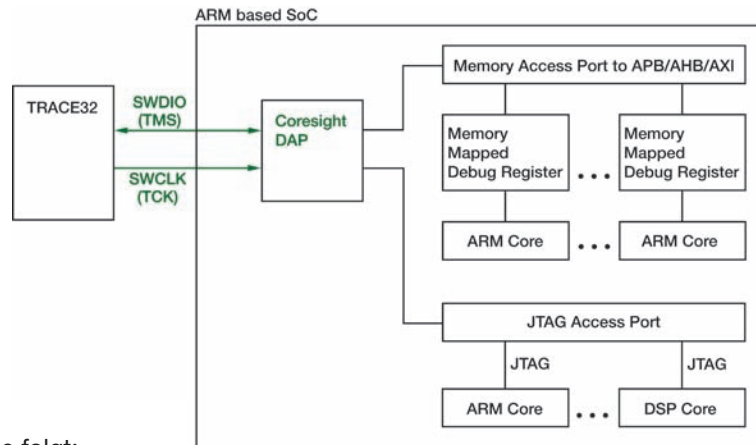 ARM based SoC
TRACE32
SWDIO
(TMS)
SWCLK
(TCK)
Coresight
DAP
Memory Access Port to APB/AHB/AXI
Memory
Mapped
Debug Register
...
Memory
Mapped
Debug Register
ARM Core
...
ARM Core
JTAG Access Port
JTAG
JTAG
ARM Core
...
DSP Core
folgt: